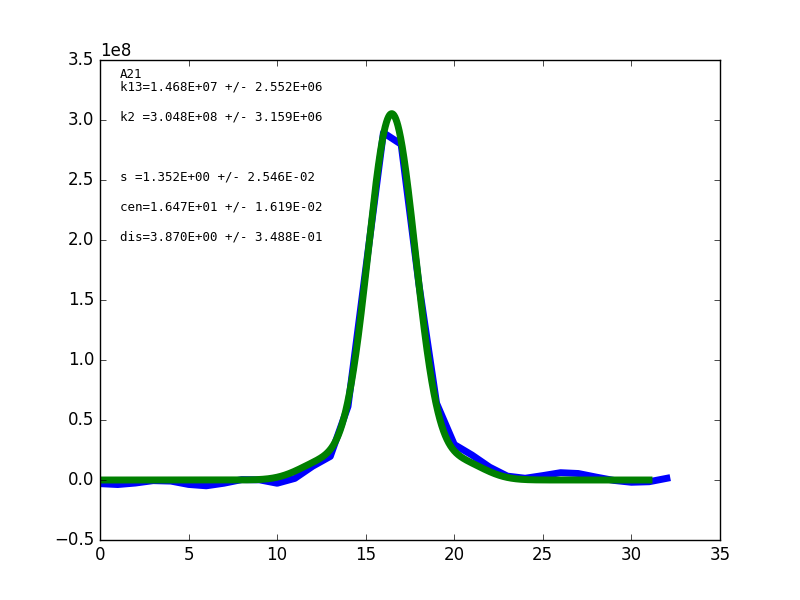 1e8
3.5
3.0
2.5
2.0
1.5
1.0
0.5
0.0
−0.5
A21
k13=1.468E+07 +/- 2.552E+06
k2 =3.048E+08 +/- 3.159E+06
s =1.352E+00 +/- 2.546E-02
cen=1.647E+01 +/- 1.619E-02
dis=3.870E+00 +/- 3.488E-01
0 5 10 15 20 25 30 35